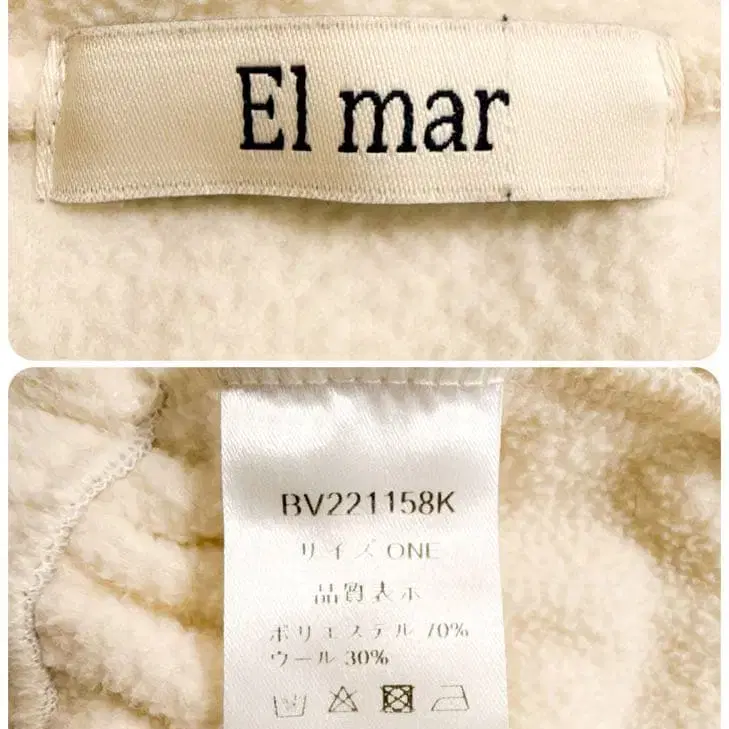 El mar
BV221158K
サイズ ONE
品質表示
ポリエステル 70%
ウール 30%